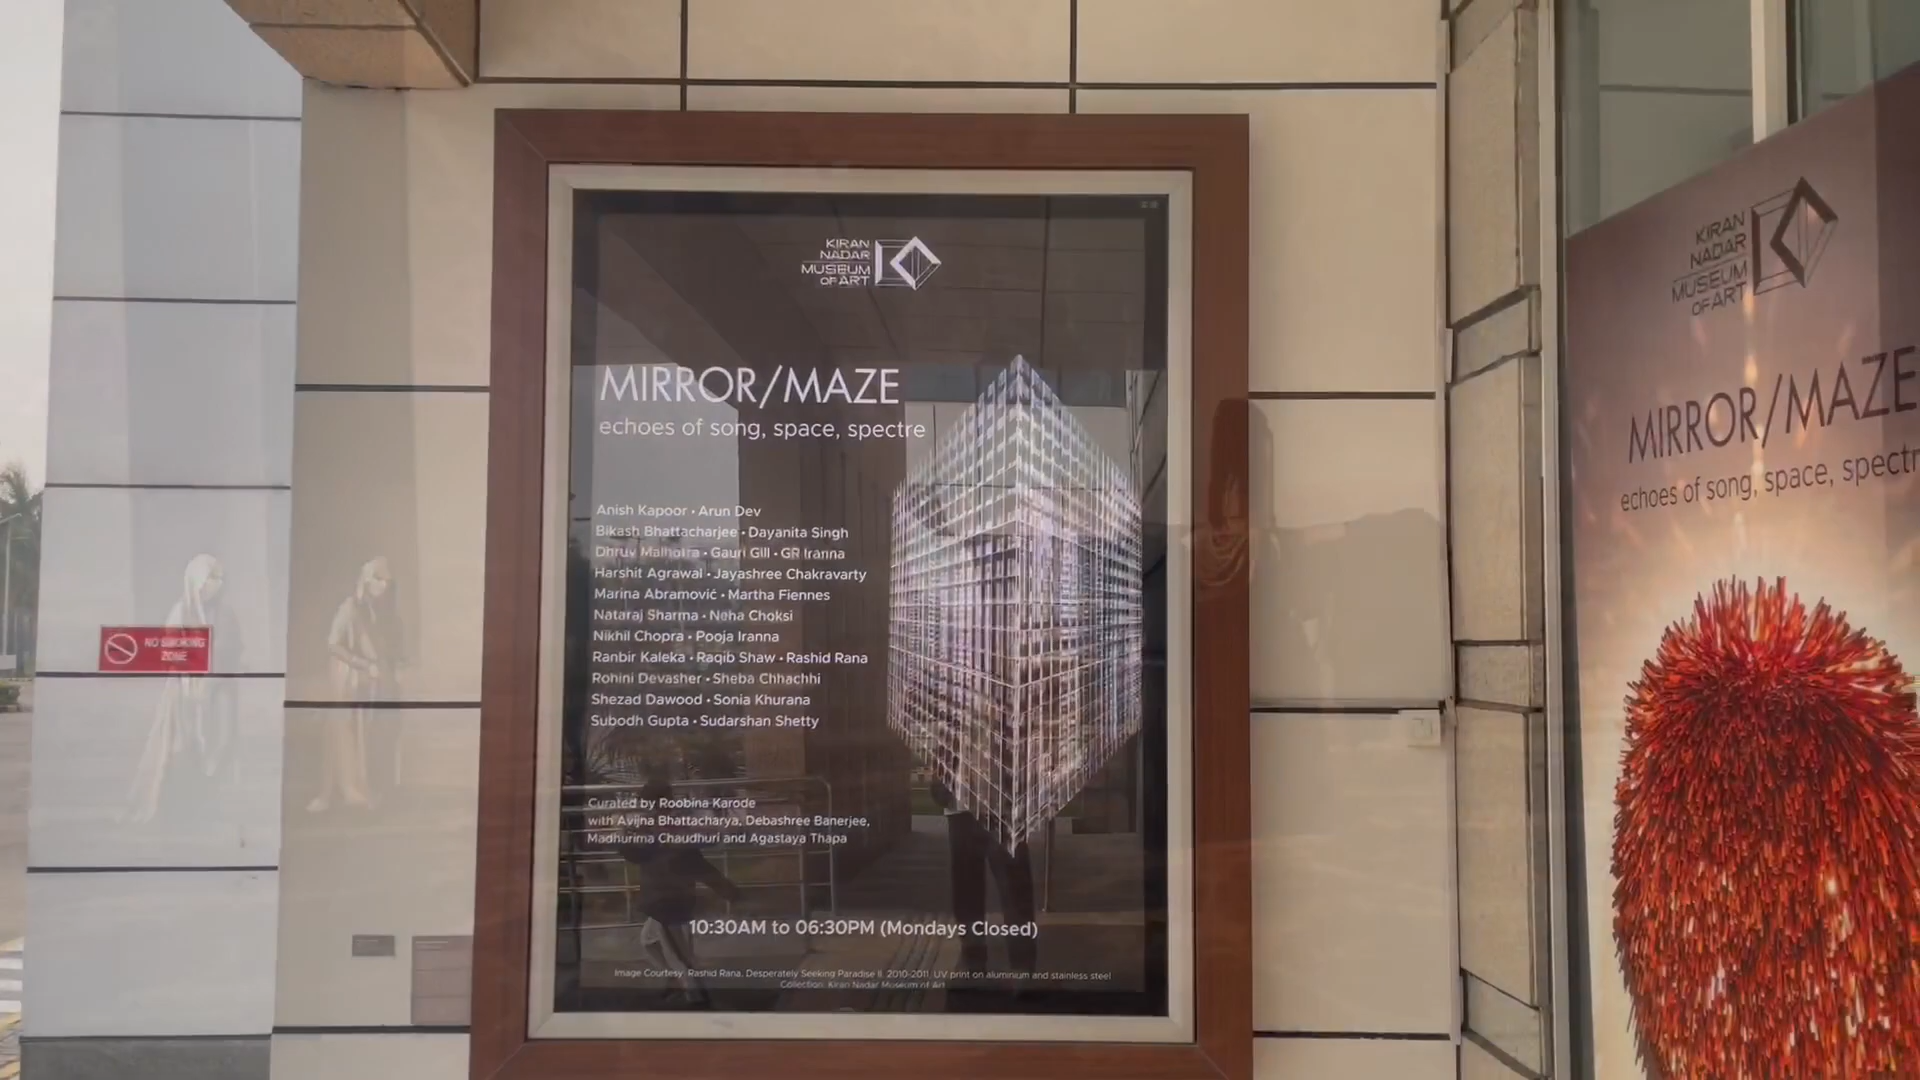 KIRAN
NADAR
MUSEUM
OF ART
MIRROR/MAZE
echoes of song, space, spectre
Anish Kapoor • Arun Dev
Bikash Bhattacharjee • Dayanita Singh
Dhruv Malhotra • Gauri Gill • GR Iranna
Harshit Agrawal • Jayashree Chakravarty
Marina Abramović • Martha Fiennes
Nataraj Sharma • Neha Choksi
Nikhil Chopra • Pooja Iranna
Ranbir Kaleka • Raqib Shaw • Rashid Rana
Rohini Devasher • Sheba Chhachhi
Shezad Dawood • Sonia Khurana
Subodh Gupta • Sudarshan Shetty
Curated by Roobina Karode
with Avijna Bhattacharya, Debashree Banerjee,
Madhurima Chaudhuri and Agastaya Thapa
10:30AM to 06:30PM (Mondays Closed)
Image Courtesy: Rashid Rana, Desperately Seeking Paradise II, 2010-2011, UV print on aluminium and stainless steel
Collection: Kiran Nadar Museum of Art
NO SMOKING
ZONE
KIRAN
NADAR
MUSEUM
OF ART
MIRROR/MAZE
echoes of song, space, spectr